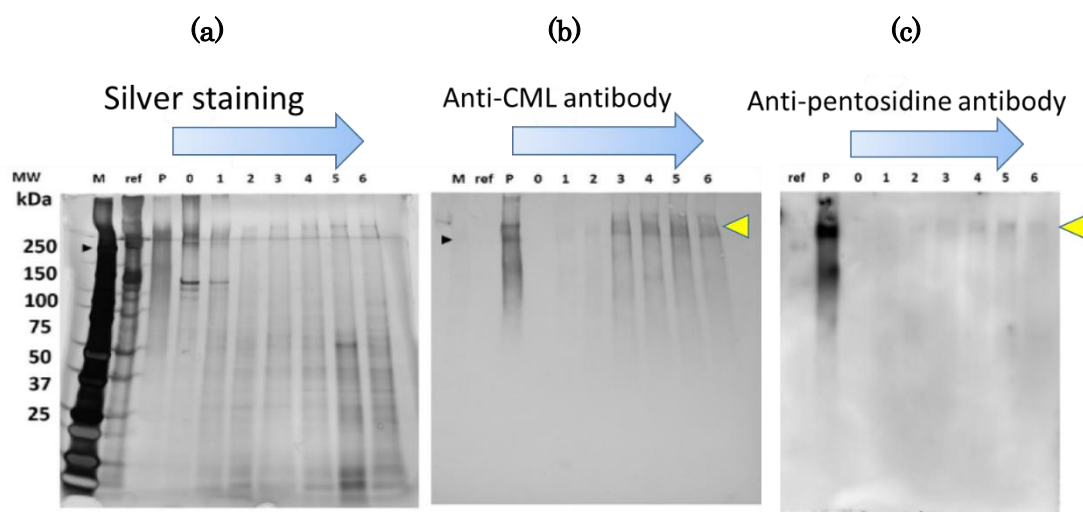 (a) (b) (c)
Silver staining Anti-CML antibody Anti-pentosidine antibody
MW M ref P 0 1 2 3 4 5 6 M ref P 0 1 2 3 4 5 6 ref P 0 1 2 3 4 5 6
kDa
250
150
100
75
50
37
25